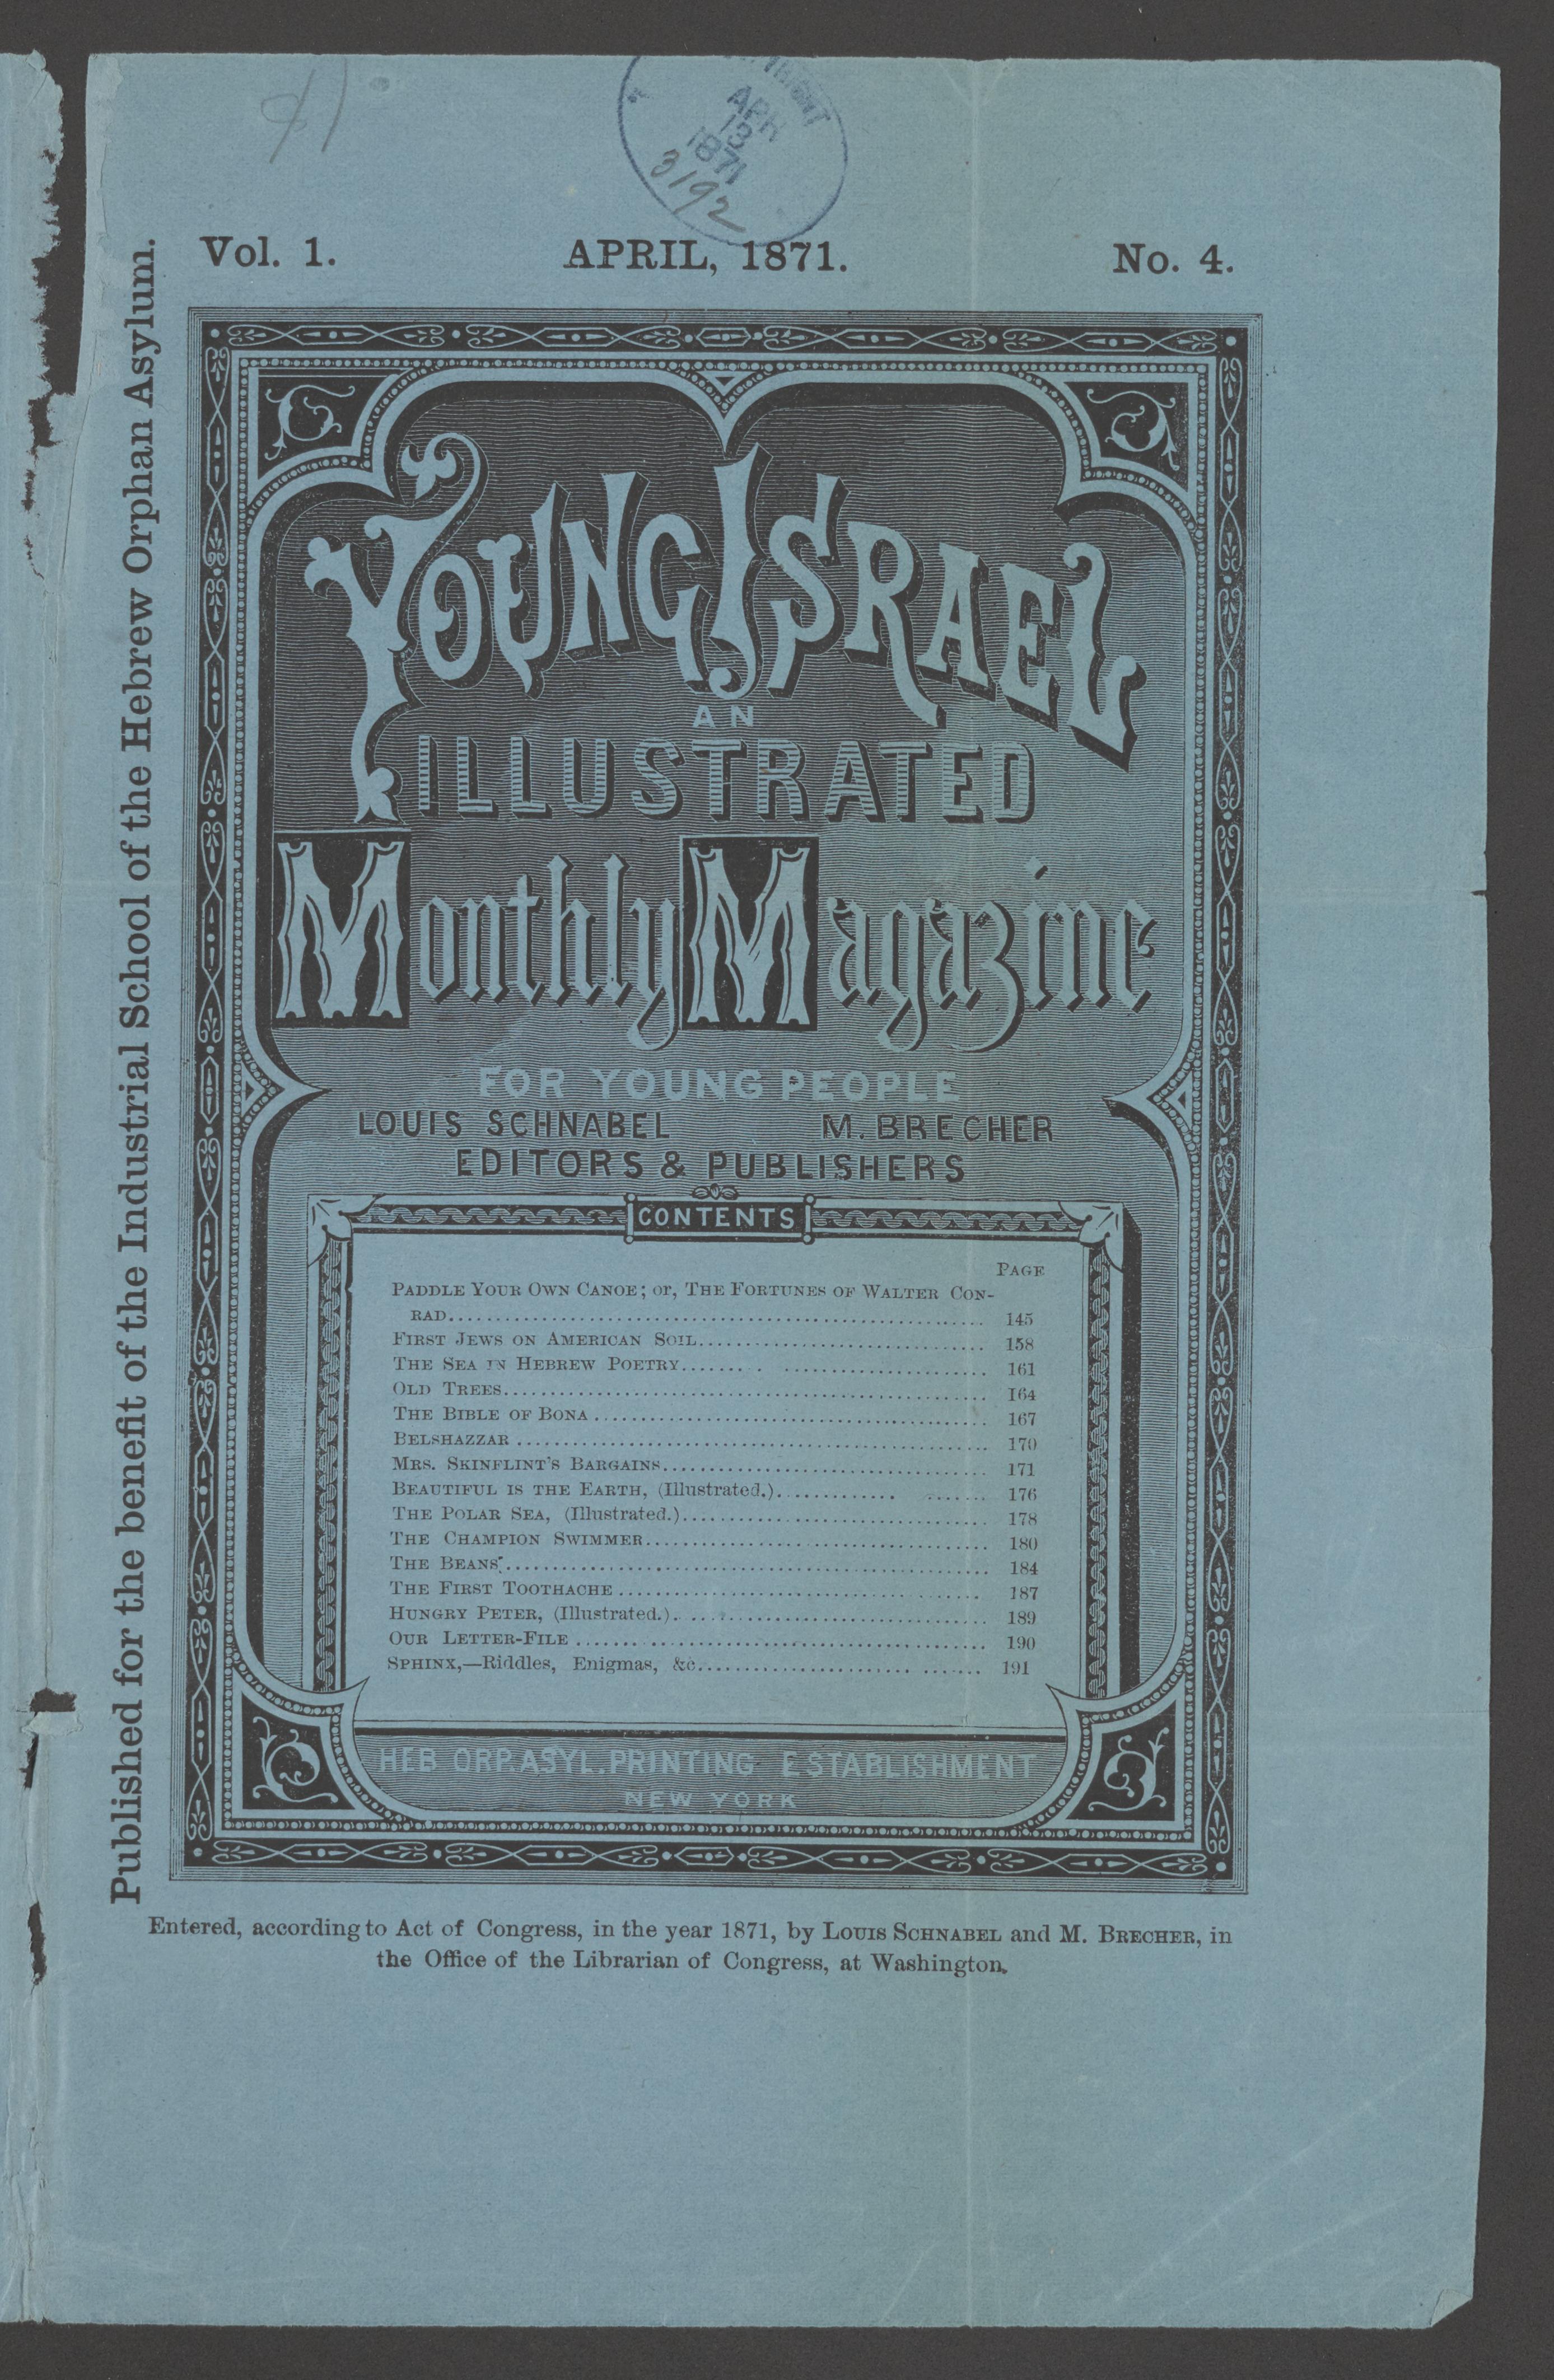 APR
13
1871
3192
Vol. 1. APRIL, 1871. No. 4.
Published for the benefit of the Industrial School of the Hebrew Orphan Asylum.
YOUNG ISRAEL
AN
ILLUSTRATED
Monthly Magazine
FOR YOUNG PEOPLE
LOUIS SCHNABEL M. BRECHER
EDITORS & PUBLISHERS
CONTENTS
PAGE
PADDLE YOUR OWN CANOE; or, THE FORTUNES OF WALTER CON-
RAD 145
FIRST JEWS ON AMERICAN SOIL 158
THE SEA IN HEBREW POETRY 161
OLD TREES 164
THE BIBLE OF BONA 167
BELSHAZZAR 170
MRS. SKINFLINT'S BARGAINS 171
BEAUTIFUL IS THE EARTH, (Illustrated.) 176
THE POLAR SEA, (Illustrated.) 178
THE CHAMPION SWIMMER 180
THE BEANS 184
THE FIRST TOOTHACHE 187
HUNGRY PETER, (Illustrated.) 189
OUR LETTER-FILE 190
SPHINX,—Riddles, Enigmas, &c. 191
HEB ORP. ASYL. PRINTING ESTABLISHMENT
NEW YORK
Entered, according to Act of Congress, in the year 1871, by LOUIS SCHNABEL and M. BRECHER, in
the Office of the Librarian of Congress, at Washington.